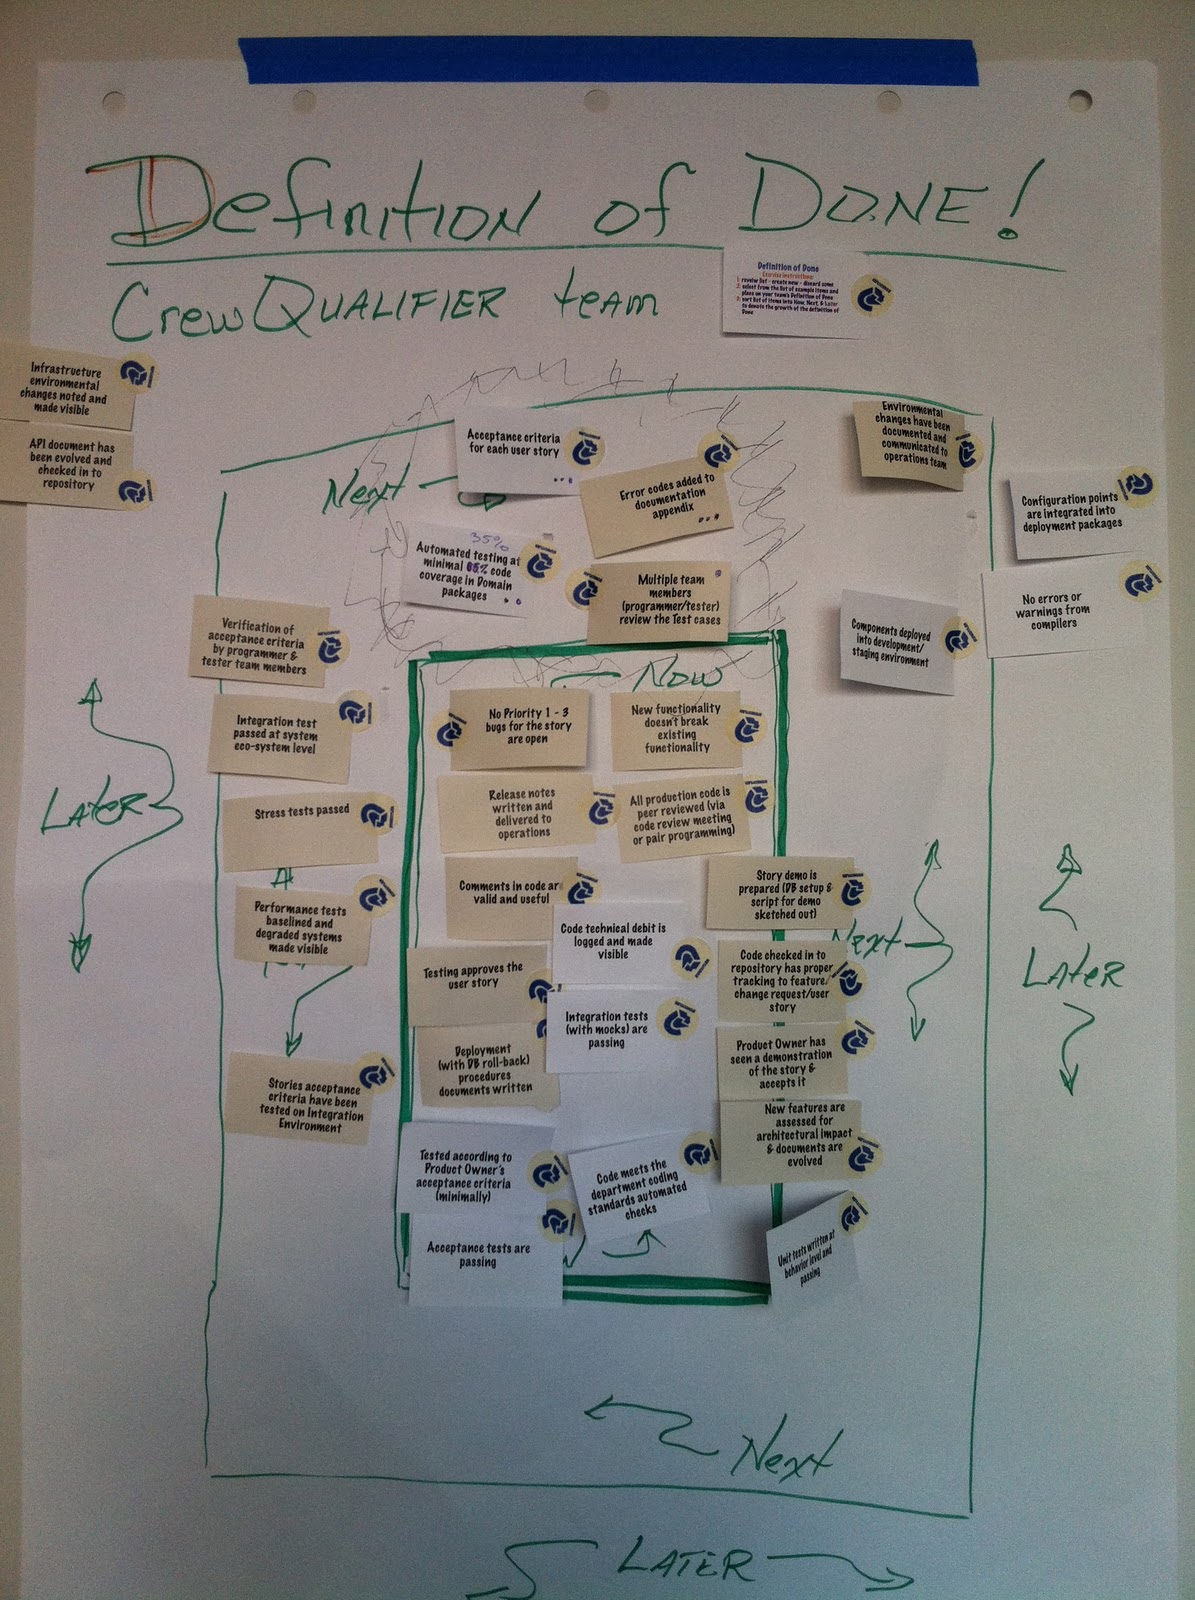 Definition of DONE!
CrewQUALIFIER team
Definition of Done
Exercise Instructions:
1: review list - create new - discard some
2: select from the list of example items and
place on your team's Definition of Done
3: sort list of items into Now, Next, & Later
to denote the growth of the definition of
Done
Infrastructure
environmental
changes noted and
made visible
API document has
been evolved and
checked in to
repository
Next
Acceptance criteria
for each user story
Error codes added to
documentation
appendix
Environmental
changes have been
documented and
communicated to
operations team
Configuration points
are integrated into
deployment packages
35%
Automated testing at
minimal 85% code
coverage in Domain
packages
Multiple team
members
(programmer/tester)
review the Test cases
No errors or
warnings from
compilers
Verification of
acceptance criteria
by programmer &
tester team members
Components deployed
into development/
staging environment
Now
Integration test
passed at system
eco-system level
No Priority 1 - 3
bugs for the story
are open
New functionality
doesn't break
existing
functionality
LATER
Stress tests passed
Release notes
written and
delivered to
operations
All production code is
peer reviewed (via
code review meeting
or pair programming)
Performance tests
baselined and
degraded systems
made visible
Comments in code ar
valid and useful
Code technical debit is
logged and made
visible
Story demo is
prepared (DB setup &
script for demo
sketched out)
Next
Later
Testing approves the
user story
Integration tests
(with mocks) are
passing
Code checked in to
repository has proper
tracking to feature/
change request/user
story
Deployment
(with DB roll-back)
procedures
documents written
Product Owner has
seen a demonstration
of the story &
accepts it
Stories acceptance
criteria have been
tested on Integration
Environment
New features are
assessed for
architectural impact
& documents are
evolved
Tested according to
Product Owner's
acceptance criteria
(minimally)
Code meets the
department coding
standards automated
checks
Acceptance tests are
passing
Unit tests written at
behavior level and
passing
Next
LATER